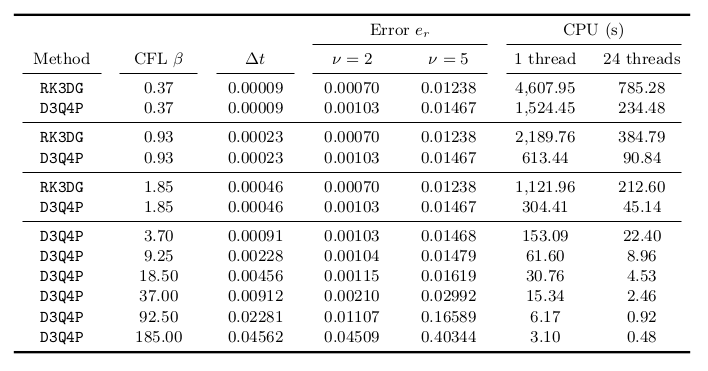 Error e_r CPU (s)
Method CFL β Δt ν = 2 ν = 5 1 thread 24 threads
RK3DG 0.37 0.00009 0.00070 0.01238 4,607.95 785.28
D3Q4P 0.37 0.00009 0.00103 0.01467 1,524.45 234.48
RK3DG 0.93 0.00023 0.00070 0.01238 2,189.76 384.79
D3Q4P 0.93 0.00023 0.00103 0.01467 613.44 90.84
RK3DG 1.85 0.00046 0.00070 0.01238 1,121.96 212.60
D3Q4P 1.85 0.00046 0.00103 0.01467 304.41 45.14
D3Q4P 3.70 0.00091 0.00103 0.01468 153.09 22.40
D3Q4P 9.25 0.00228 0.00104 0.01479 61.60 8.96
D3Q4P 18.50 0.00456 0.00115 0.01619 30.76 4.53
D3Q4P 37.00 0.00912 0.00210 0.02992 15.34 2.46
D3Q4P 92.50 0.02281 0.01107 0.16589 6.17 0.92
D3Q4P 185.00 0.04562 0.04509 0.40344 3.10 0.48